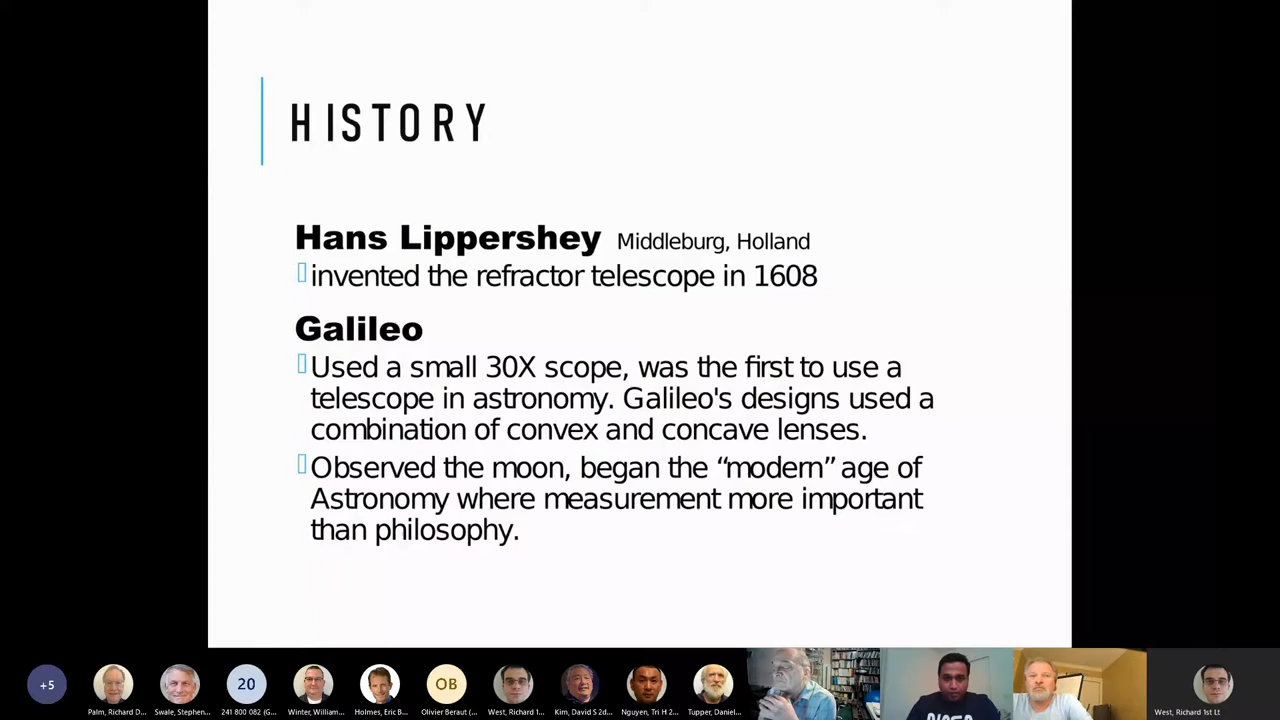 HISTORY
Hans Lippershey Middleburg, Holland
invented the refractor telescope in 1608
Galileo
Used a small 30X scope, was the first to use a
telescope in astronomy. Galileo's designs used a
combination of convex and concave lenses.
Observed the moon, began the “modern” age of
Astronomy where measurement more important
than philosophy.
+5
20
OB
Palm, Richard D...
Swale, Stephen...
241 800 082 (G...
Winter, William...
Holmes, Eric B...
Olivier Beraut (...
West, Richard 1...
Kim, David S 2d...
Nguyen, Tri H 2...
Tupper, Daniel...
West, Richard 1st Lt